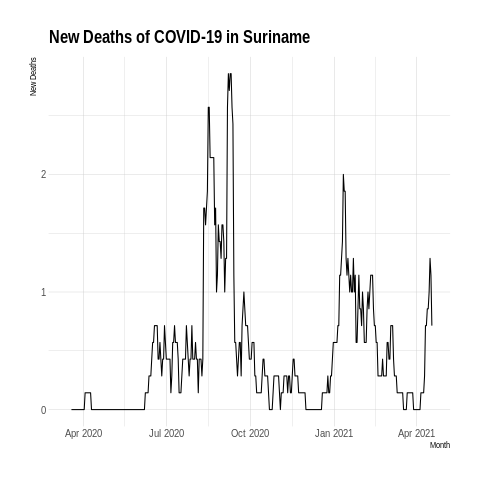 New Deaths of COVID-19 in Suriname
New Deaths
2
1
0
Apr 2020
Jul 2020
Oct 2020
Jan 2021
Apr 2021
Month